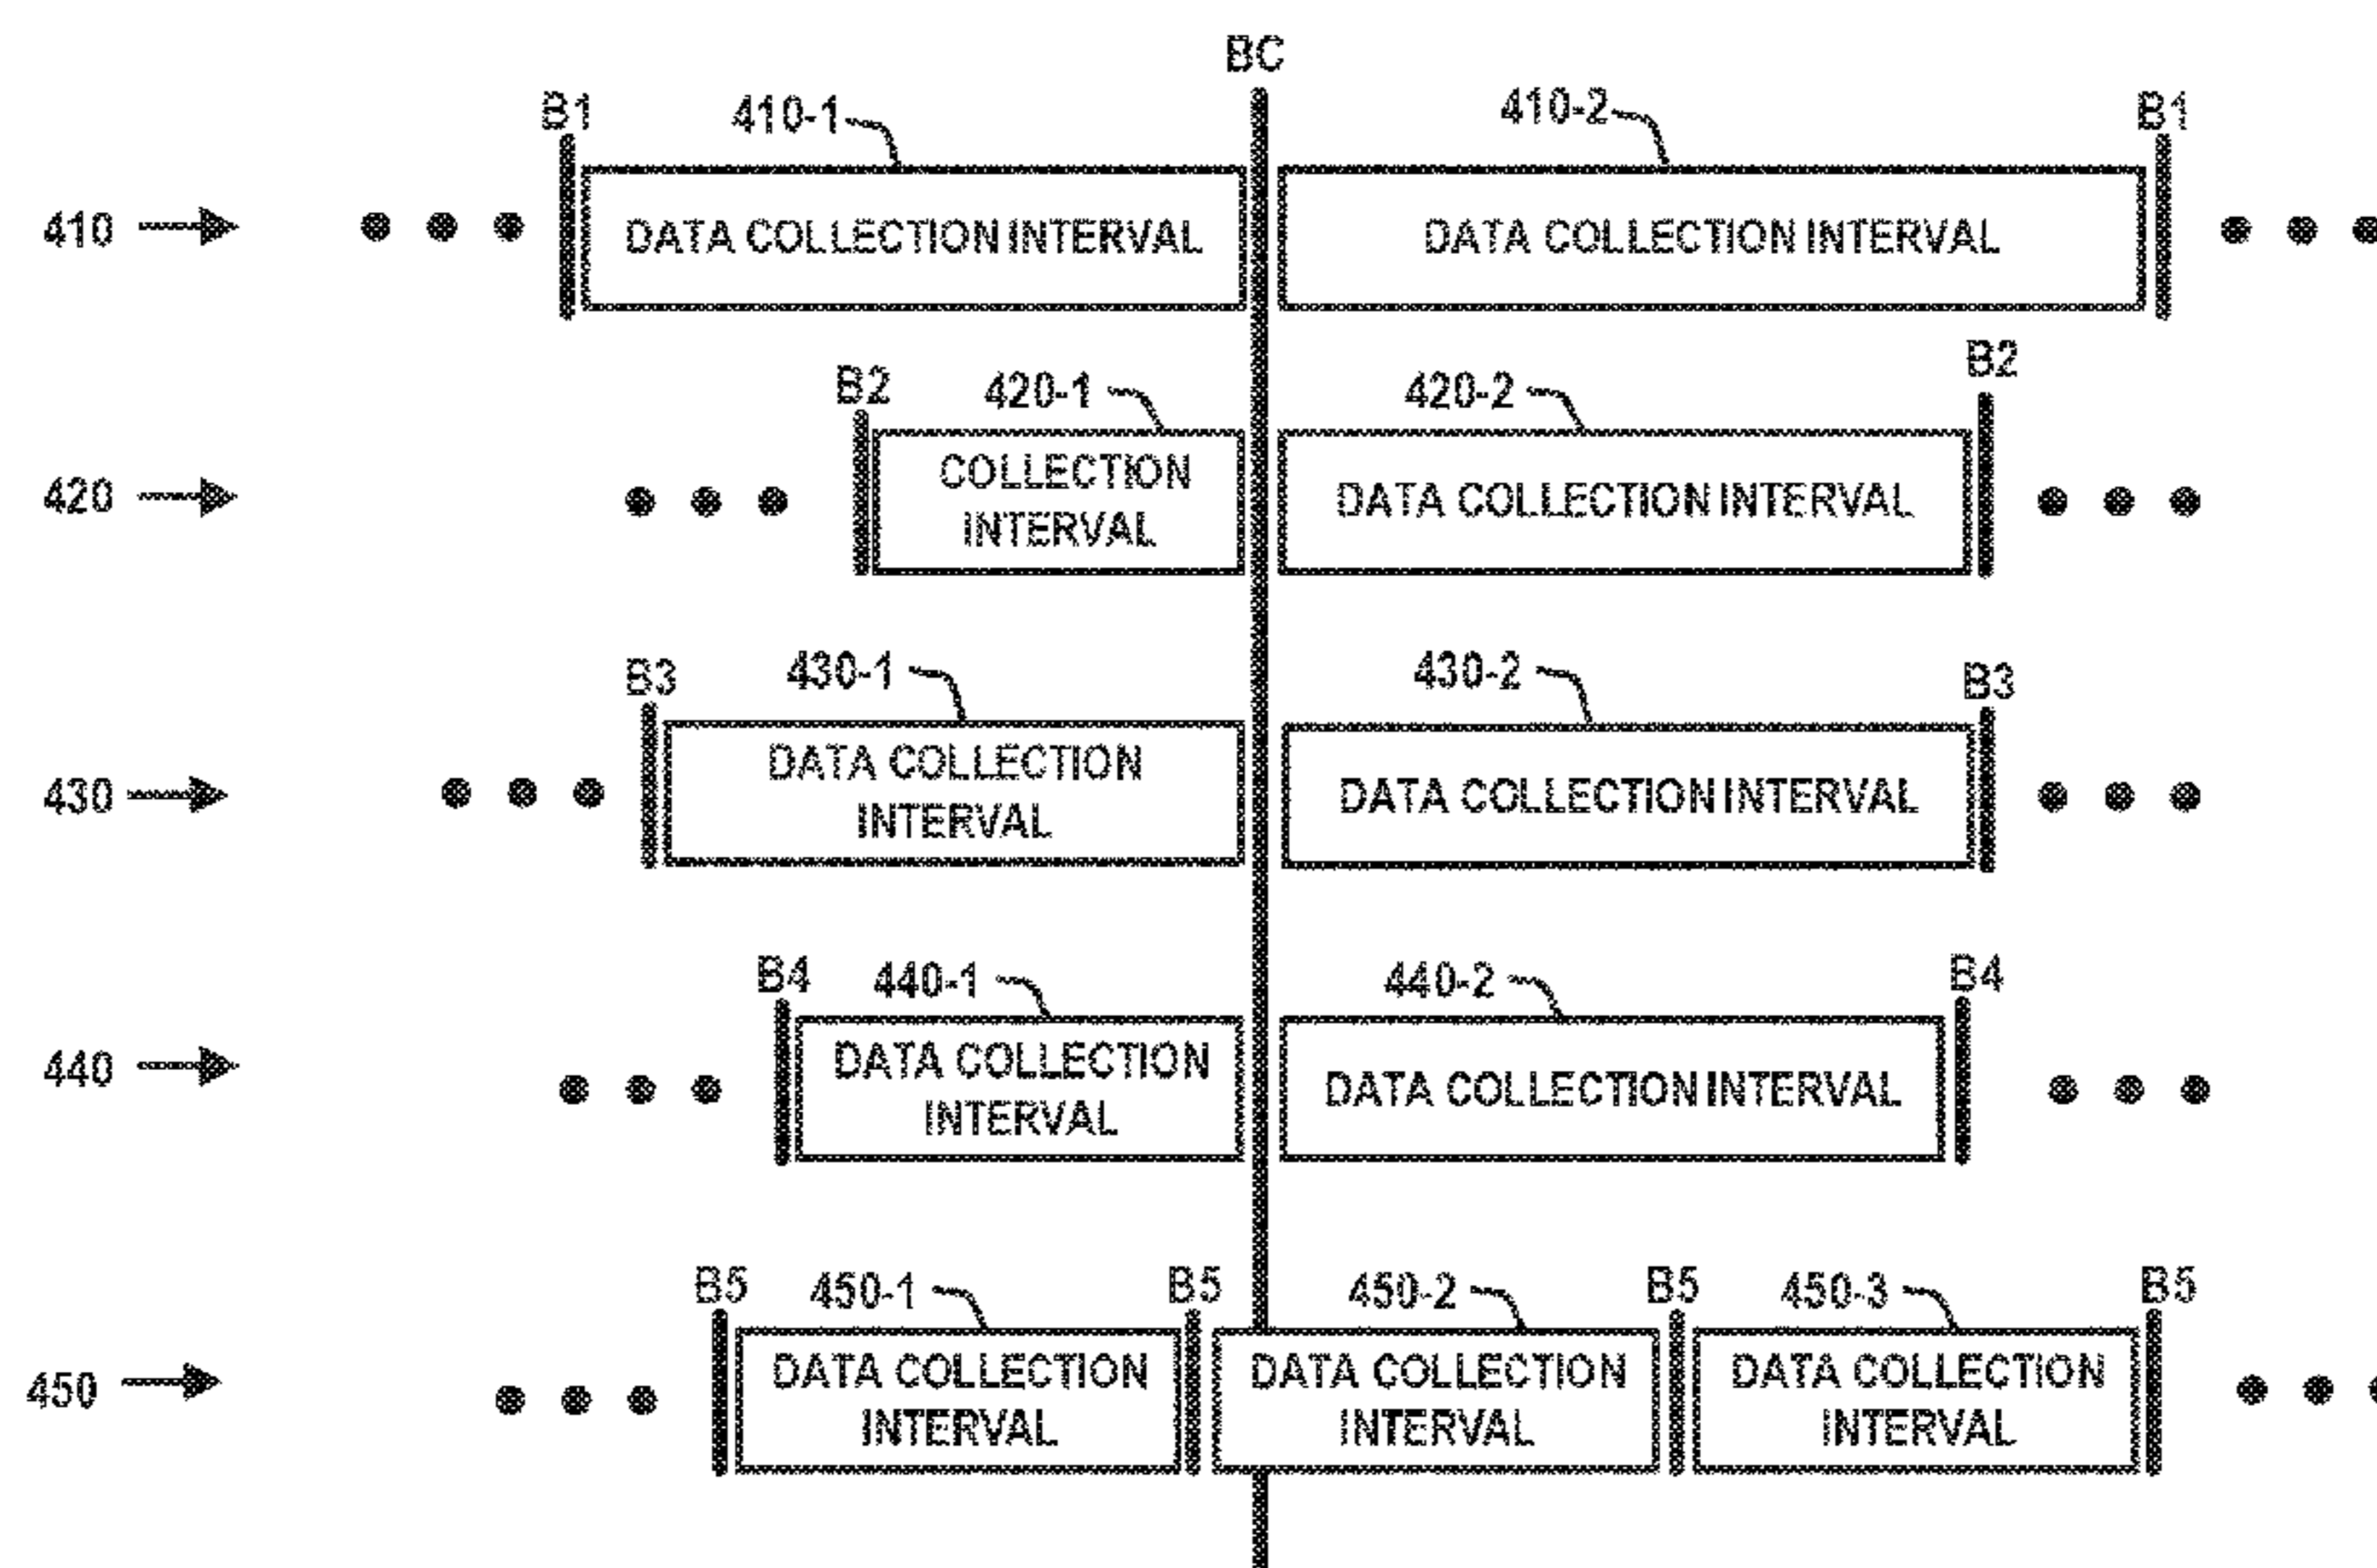 BC
B1 410-1 410-2 B1
410 DATA COLLECTION INTERVAL DATA COLLECTION INTERVAL
B2 420-1 420-2 B2
COLLECTION
420 DATA COLLECTION INTERVAL
INTERVAL
B3 430-1 430-2 B3
DATA COLLECTION
430 DATA COLLECTION INTERVAL
INTERVAL
B4 440-1 440-2 B4
DATA COLLECTION
440 DATA COLLECTION INTERVAL
INTERVAL
B5 450-1 B5 450-2 B5 450-3 B5
450 DATA COLLECTION DATA COLLECTION DATA COLLECTION
INTERVAL INTERVAL INTERVAL